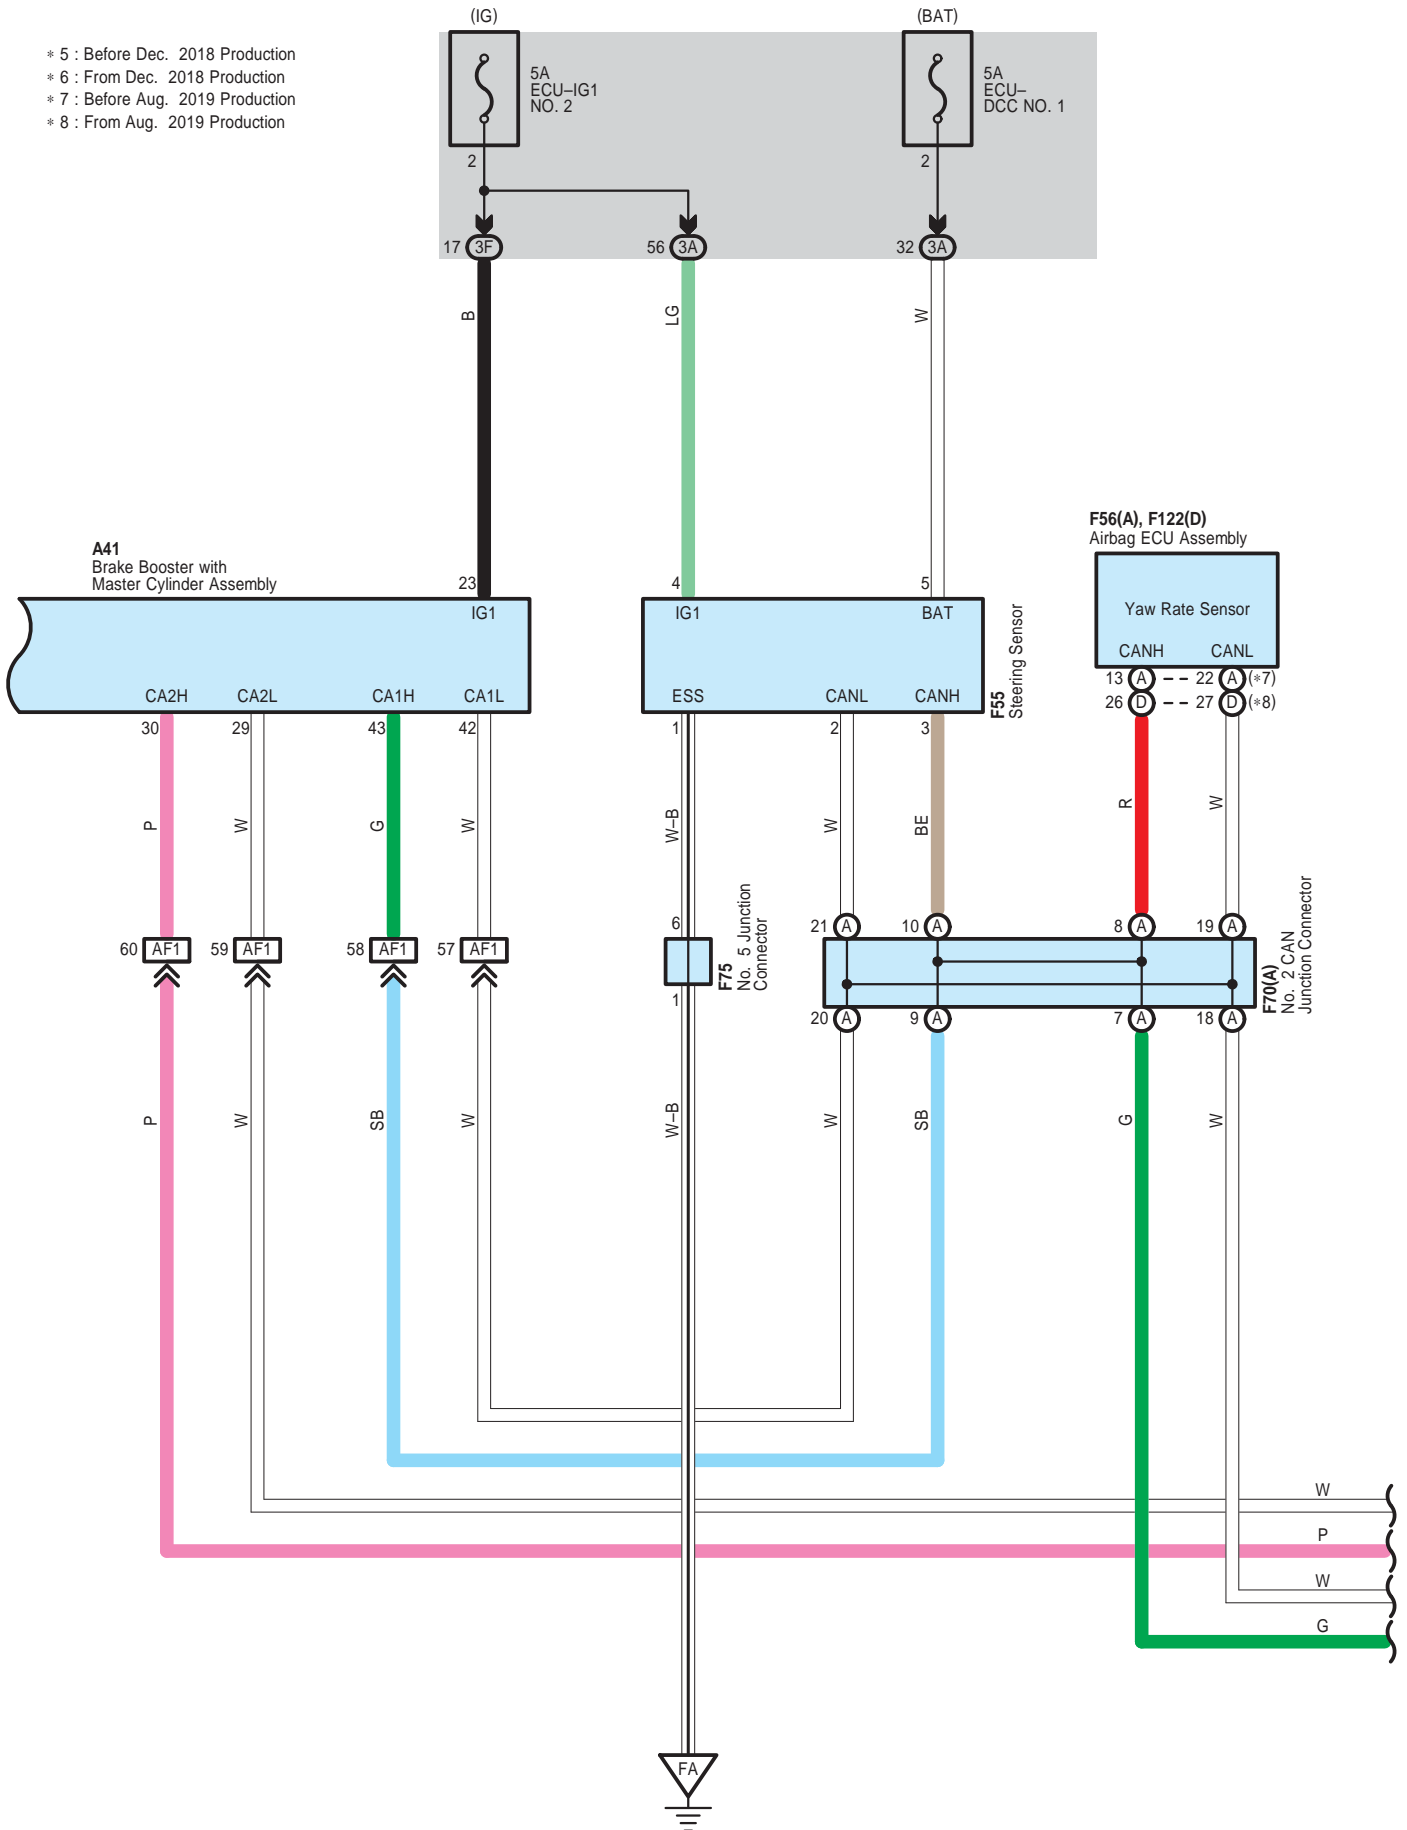 (IG)
(BAT)
∗ 5 : Before Dec. 2018 Production
∗ 6 : From Dec. 2018 Production
∗ 7 : Before Aug. 2019 Production
∗ 8 : From Aug. 2019 Production
5A
ECU–IG1
NO. 2
5A
ECU–
DCC NO. 1
2
2
17
3F
56
3A
32
3A
B
LG
W
F56(A), F122(D)
Airbag ECU Assembly
A41
Brake Booster with
Master Cylinder Assembly
23
4
5
IG1
IG1
BAT
Yaw Rate Sensor
CANH
CANL
F55
Steering Sensor
CA2H
CA2L
CA1H
CA1L
ESS
CANL
CANH
13
A
22
A
(∗7)
26
D
27
D
(∗8)
30
29
43
42
1
2
3
P
W
G
W
W–B
W
BE
R
W
60
AF1
59
AF1
58
AF1
57
AF1
6
F75
No. 5 Junction
Connector
1
21
A
10
A
8
A
19
A
F70(A)
No. 2 CAN
Junction Connector
20
A
9
A
7
A
18
A
P
W
SB
W
W–B
W
SB
G
W
W
P
W
G
FA